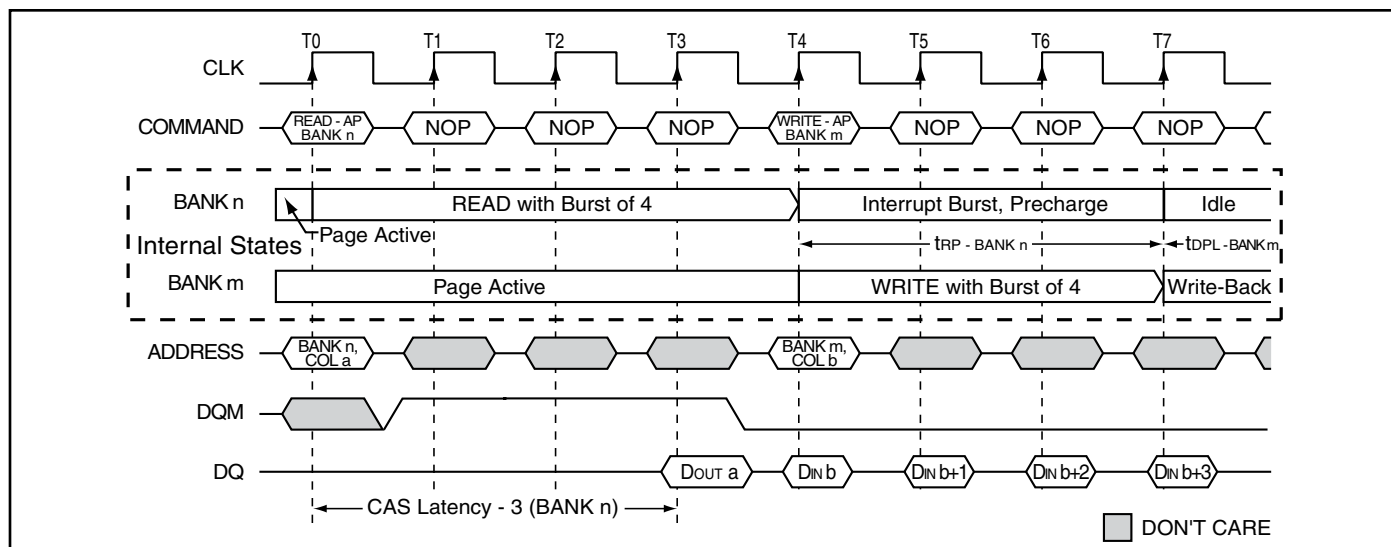 T0 T1 T2 T3 T4 T5 T6 T7
CLK
COMMAND READ - AP BANK n NOP NOP NOP WRITE - AP BANK m NOP NOP NOP
BANK n READ with Burst of 4 Interrupt Burst, Precharge Idle
Internal States Page Active tRP - BANK n tDPL - BANK m
BANK m Page Active WRITE with Burst of 4 Write-Back
ADDRESS BANK n, COL a BANK m, COL b
DQM
DQ DOUT a DIN b DIN b+1 DIN b+2 DIN b+3
CAS Latency - 3 (BANK n)
DON'T CARE